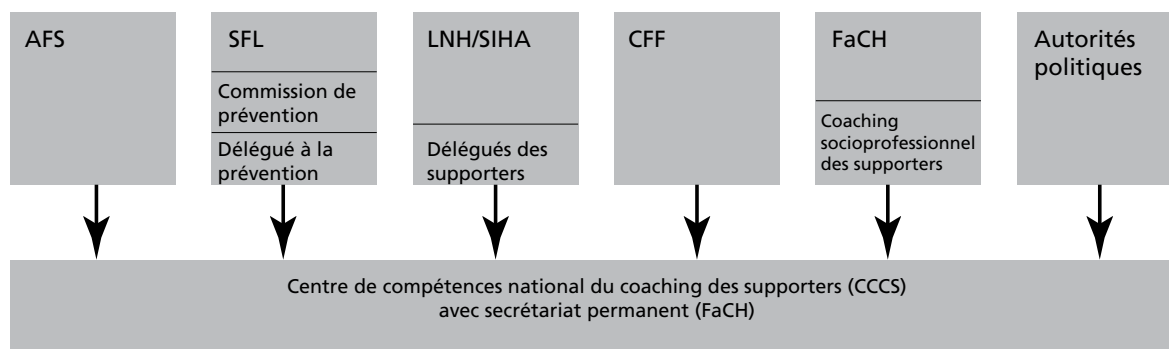 AFS
SFL
Commission de
prévention
Délégué à la
prévention
LNH/SIHA
Délégués des
supporters
CFF
FaCH
Coaching
socioprofessionnel
des supporters
Autorités
politiques
Centre de compétences national du coaching des supporters (CCCS)
avec secrétariat permanent (FaCH)